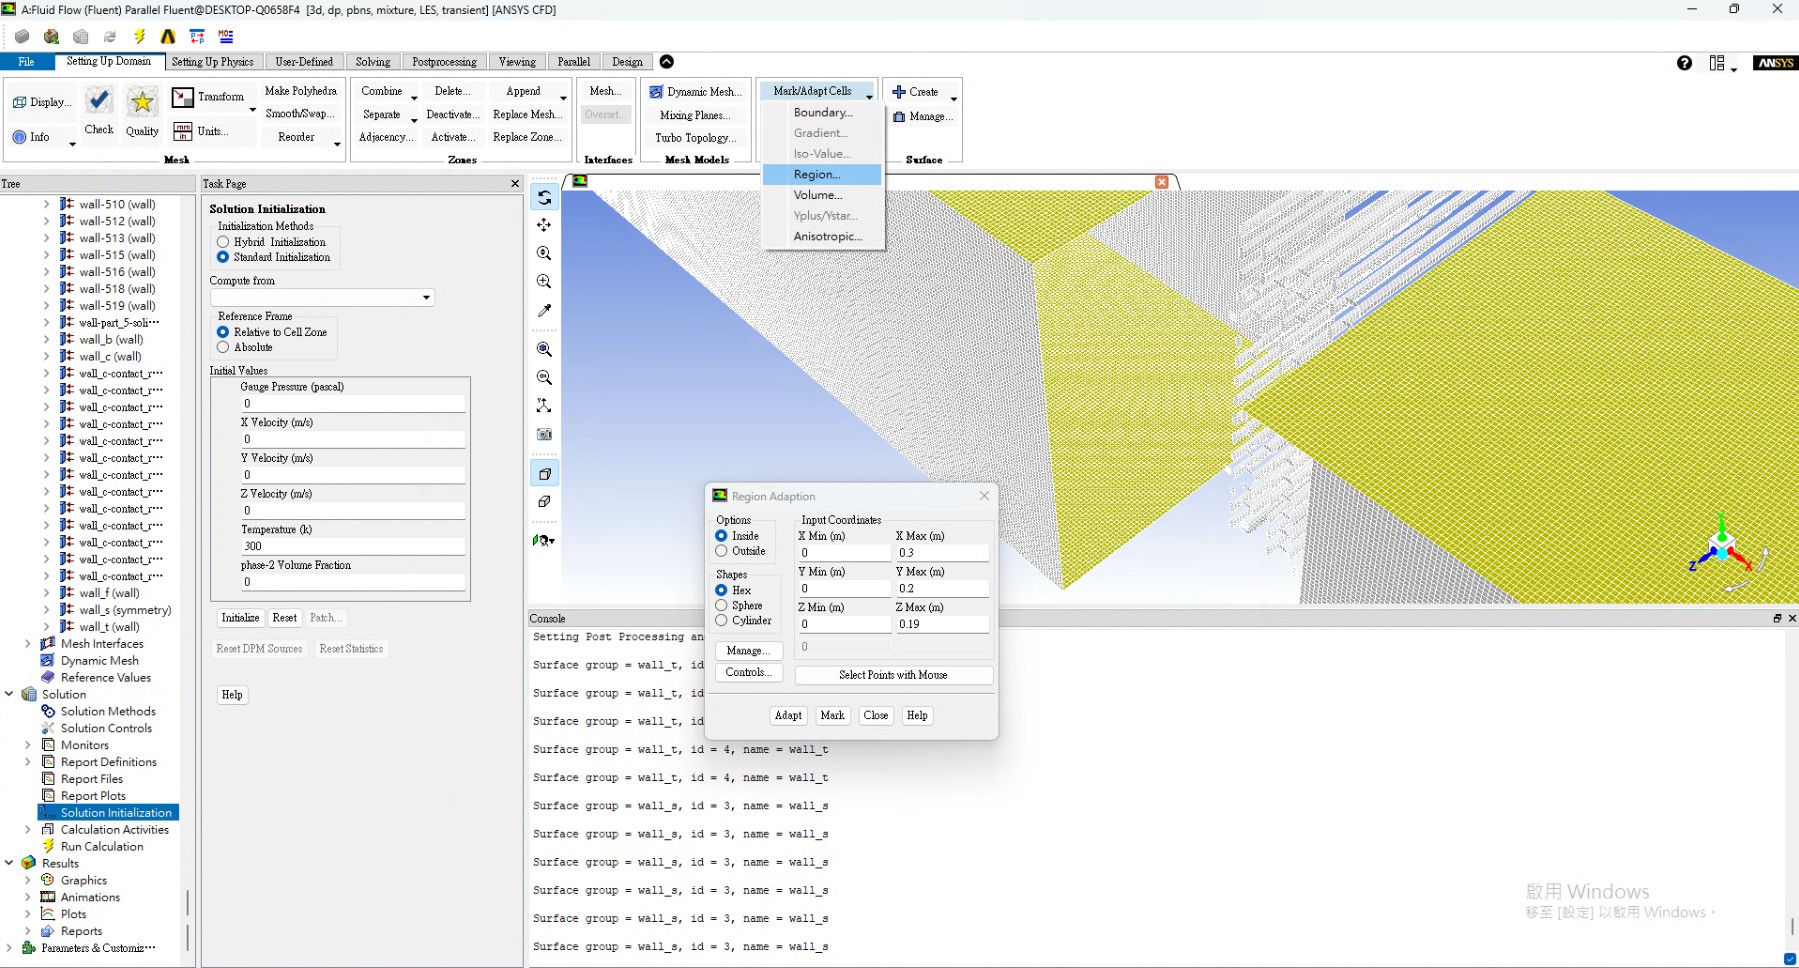 A:Fluid Flow (Fluent) Parallel Fluent@DESKTOP-Q0658F4 [3d, dp, pbns, mixture, LES, transient] [ANSYS CFD]
File
Setting Up Domain
Setting Up Physics
User-Defined
Solving
Postprocessing
Viewing
Parallel
Design
ANSYS
Display...
Info
Check
Quality
Transform
Units...
Make Polyhedra
Smooth/Swap...
Reorder
Mesh
Combine
Separate
Adjacency...
Delete...
Deactivate...
Activate...
Append
Replace Mesh...
Replace Zone...
Zones
Mesh...
Overset...
Interfaces
Dynamic Mesh...
Mixing Planes...
Turbo Topology...
Mesh Models
Mark/Adapt Cells
Boundary...
Gradient...
Iso-Value...
Region...
Volume...
Yplus/Ystar...
Anisotropic...
Create
Manage...
Surface
Tree
wall-510 (wall)
wall-512 (wall)
wall-513 (wall)
wall-515 (wall)
wall-516 (wall)
wall-518 (wall)
wall-519 (wall)
wall-part_5-soli...
wall_b (wall)
wall_c (wall)
wall_c-contact_r...
wall_c-contact_r...
wall_c-contact_r...
wall_c-contact_r...
wall_c-contact_r...
wall_c-contact_r...
wall_c-contact_r...
wall_c-contact_r...
wall_c-contact_r...
wall_c-contact_r...
wall_c-contact_r...
wall_c-contact_r...
wall_c-contact_r...
wall_f (wall)
wall_s (symmetry)
wall_t (wall)
Mesh Interfaces
Dynamic Mesh
Reference Values
Solution
Solution Methods
Solution Controls
Monitors
Report Definitions
Report Files
Report Plots
Solution Initialization
Calculation Activities
Run Calculation
Results
Graphics
Animations
Plots
Reports
Parameters & Customiz...
Task Page
Solution Initialization
Initialization Methods
Hybrid Initialization
Standard Initialization
Compute from
Reference Frame
Relative to Cell Zone
Absolute
Initial Values
Gauge Pressure (pascal)
0
X Velocity (m/s)
0
Y Velocity (m/s)
0
Z Velocity (m/s)
0
Temperature (k)
300
phase-2 Volume Fraction
0
Initialize Reset Patch...
Reset DPM Sources Reset Statistics
Help
Region Adaption
Options
Inside
Outside
Shapes
Hex
Sphere
Cylinder
Manage...
Controls...
Input Coordinates
X Min (m) X Max (m)
0 0.3
Y Min (m) Y Max (m)
0 0.2
Z Min (m) Z Max (m)
0 0.19
0
Select Points with Mouse
Adapt Mark Close Help
Y
Z X
Console
Setting Post Processing an
Surface group = wall_t, id
Surface group = wall_t, id
Surface group = wall_t, id
Surface group = wall_t, id = 4, name = wall_t
Surface group = wall_t, id = 4, name = wall_t
Surface group = wall_s, id = 3, name = wall_s
Surface group = wall_s, id = 3, name = wall_s
Surface group = wall_s, id = 3, name = wall_s
Surface group = wall_s, id = 3, name = wall_s
Surface group = wall_s, id = 3, name = wall_s
Surface group = wall_s, id = 3, name = wall_s
啟用 Windows
移至 [設定] 以啟用 Windows。